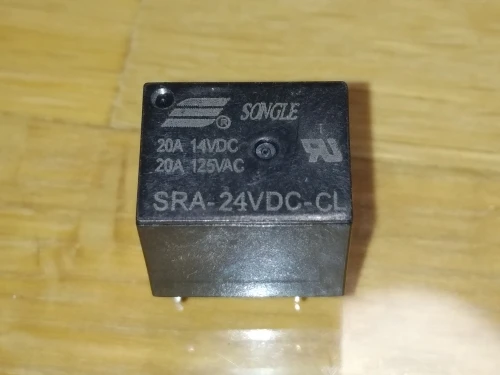 ® SONGLE
20A 14VDC
20A 125VAC
SRA-24VDC-CL